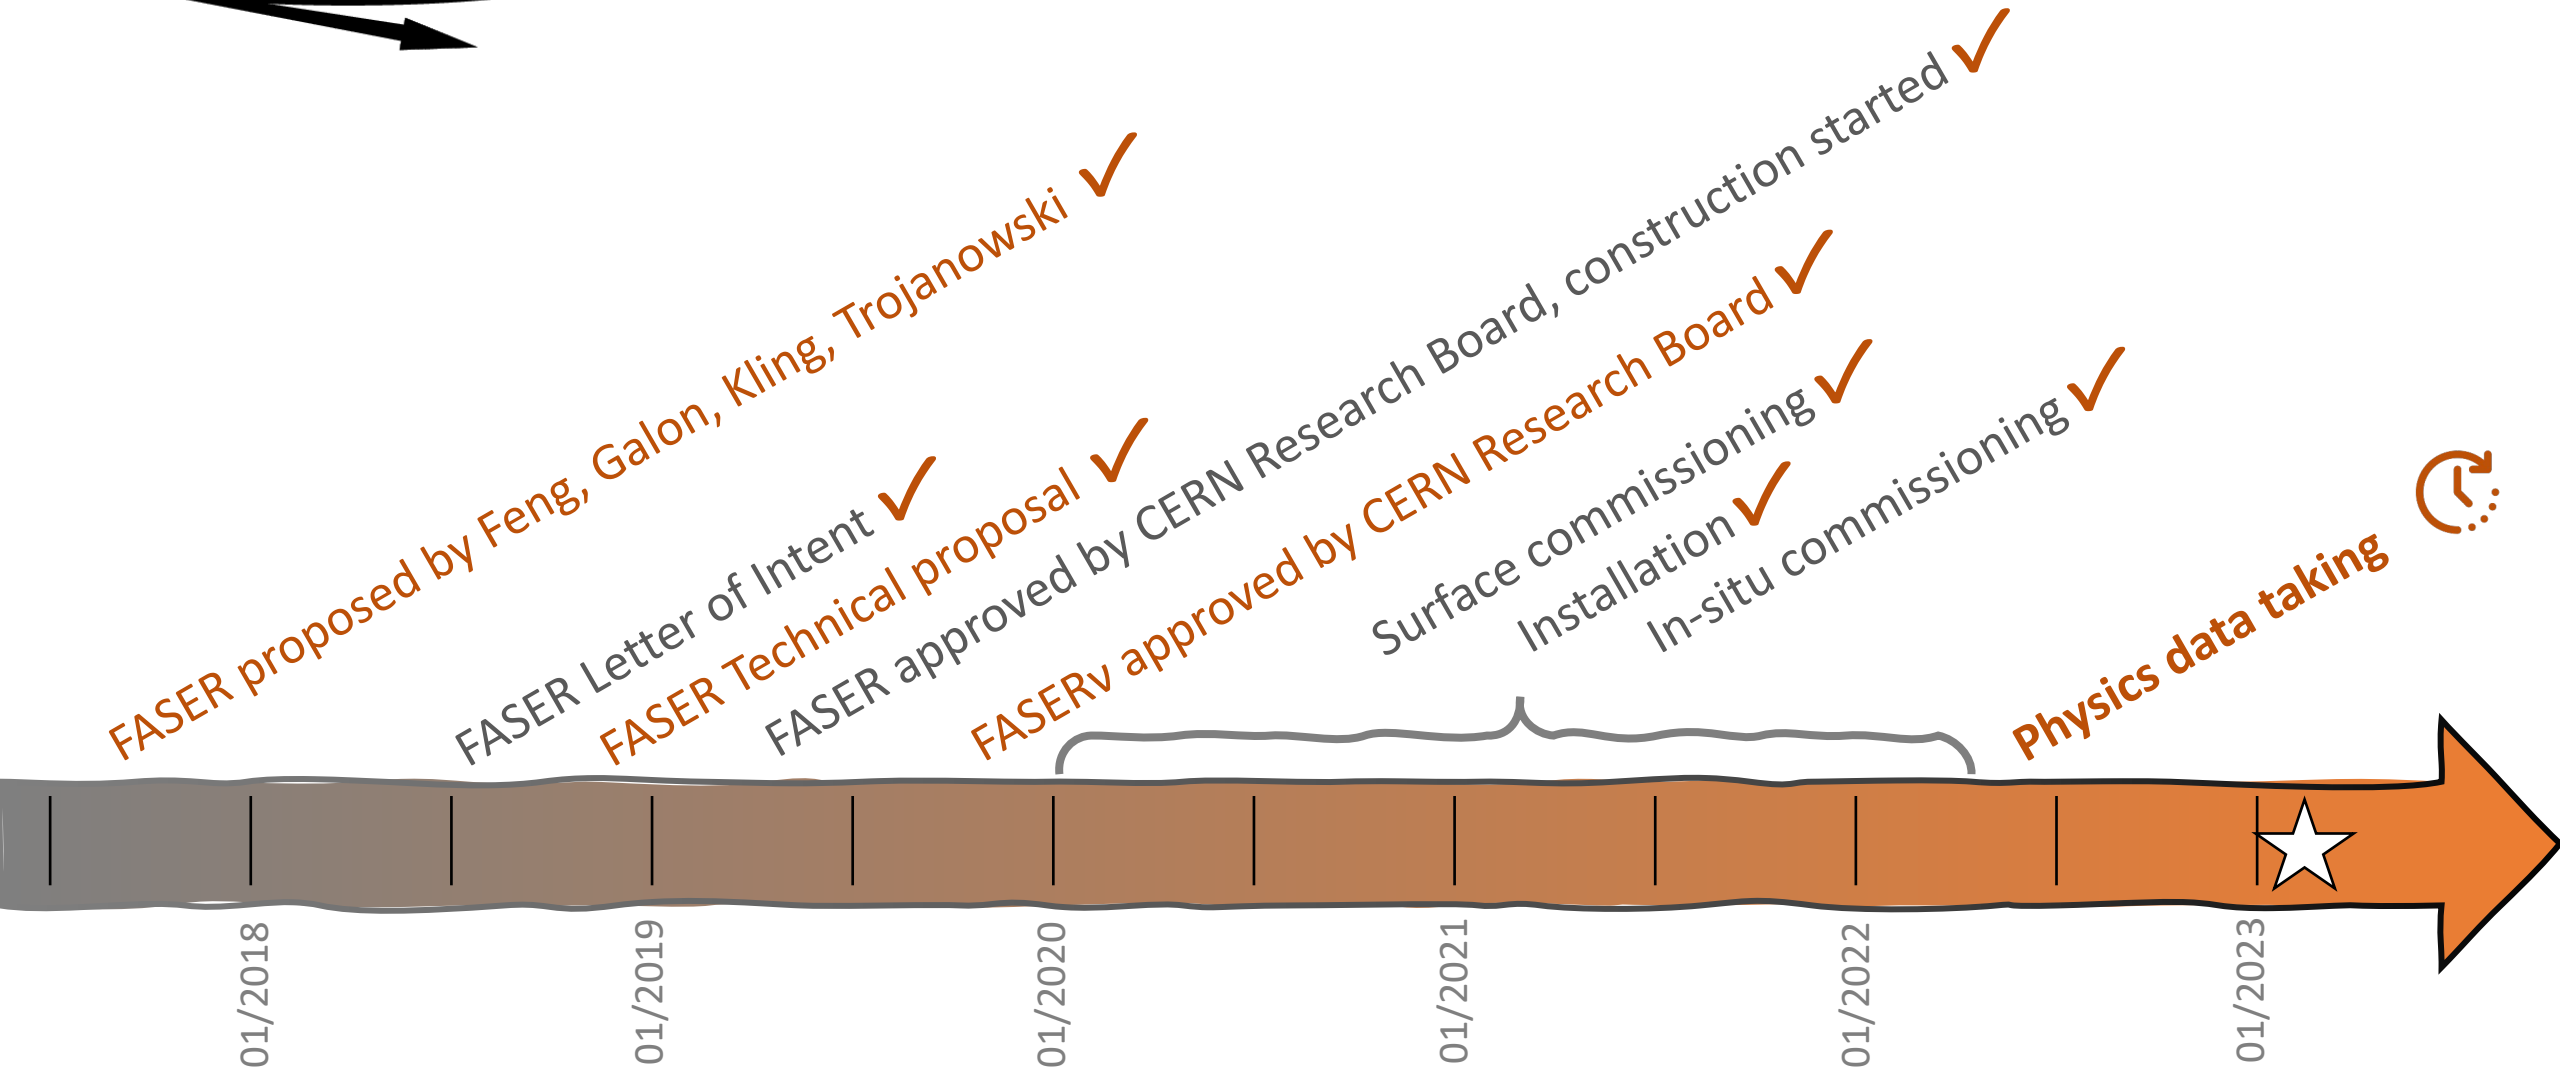 FASER proposed by Feng, Galon, Kling, Trojanowski
FASER Letter of Intent
FASER Technical proposal
FASER approved by CERN Research Board, construction started
FASERν approved by CERN Research Board
Surface commissioning
Installation
In-situ commissioning
Physics data taking
01/2018
01/2019
01/2020
01/2021
01/2022
01/2023